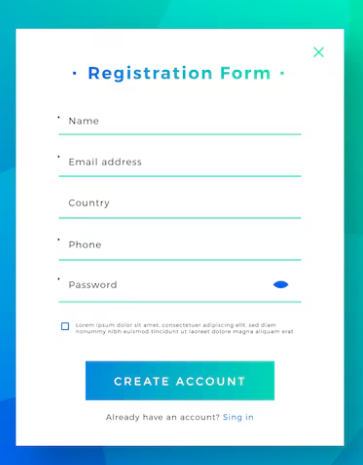 Registration Form
Name
Email address
Country
Phone
Password
Lorem ipsum dolor sit amet, consectetuer adipiscing elit, sed diam
nonummy nibh euismod tincidunt ut laoreet dolore magna aliquam erat
CREATE ACCOUNT
Already have an account? Sing in